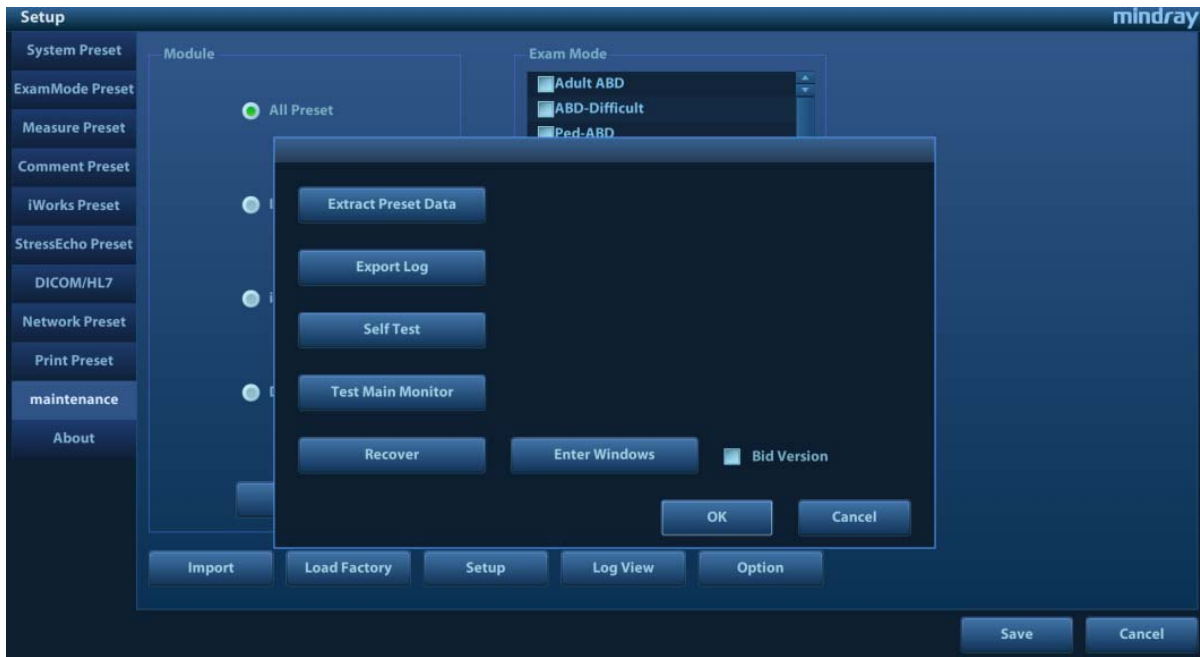 Setup
mindray
System Preset
ExamMode Preset
Measure Preset
Comment Preset
iWorks Preset
StressEcho Preset
DICOM/HL7
Network Preset
Print Preset
maintenance
About
Module
All Preset
Exam Mode
Adult ABD
ABD-Difficult
Ped-ABD
Extract Preset Data
Export Log
Self Test
Test Main Monitor
Recover
Enter Windows
Bid Version
OK
Cancel
Import
Load Factory
Setup
Log View
Option
Save
Cancel